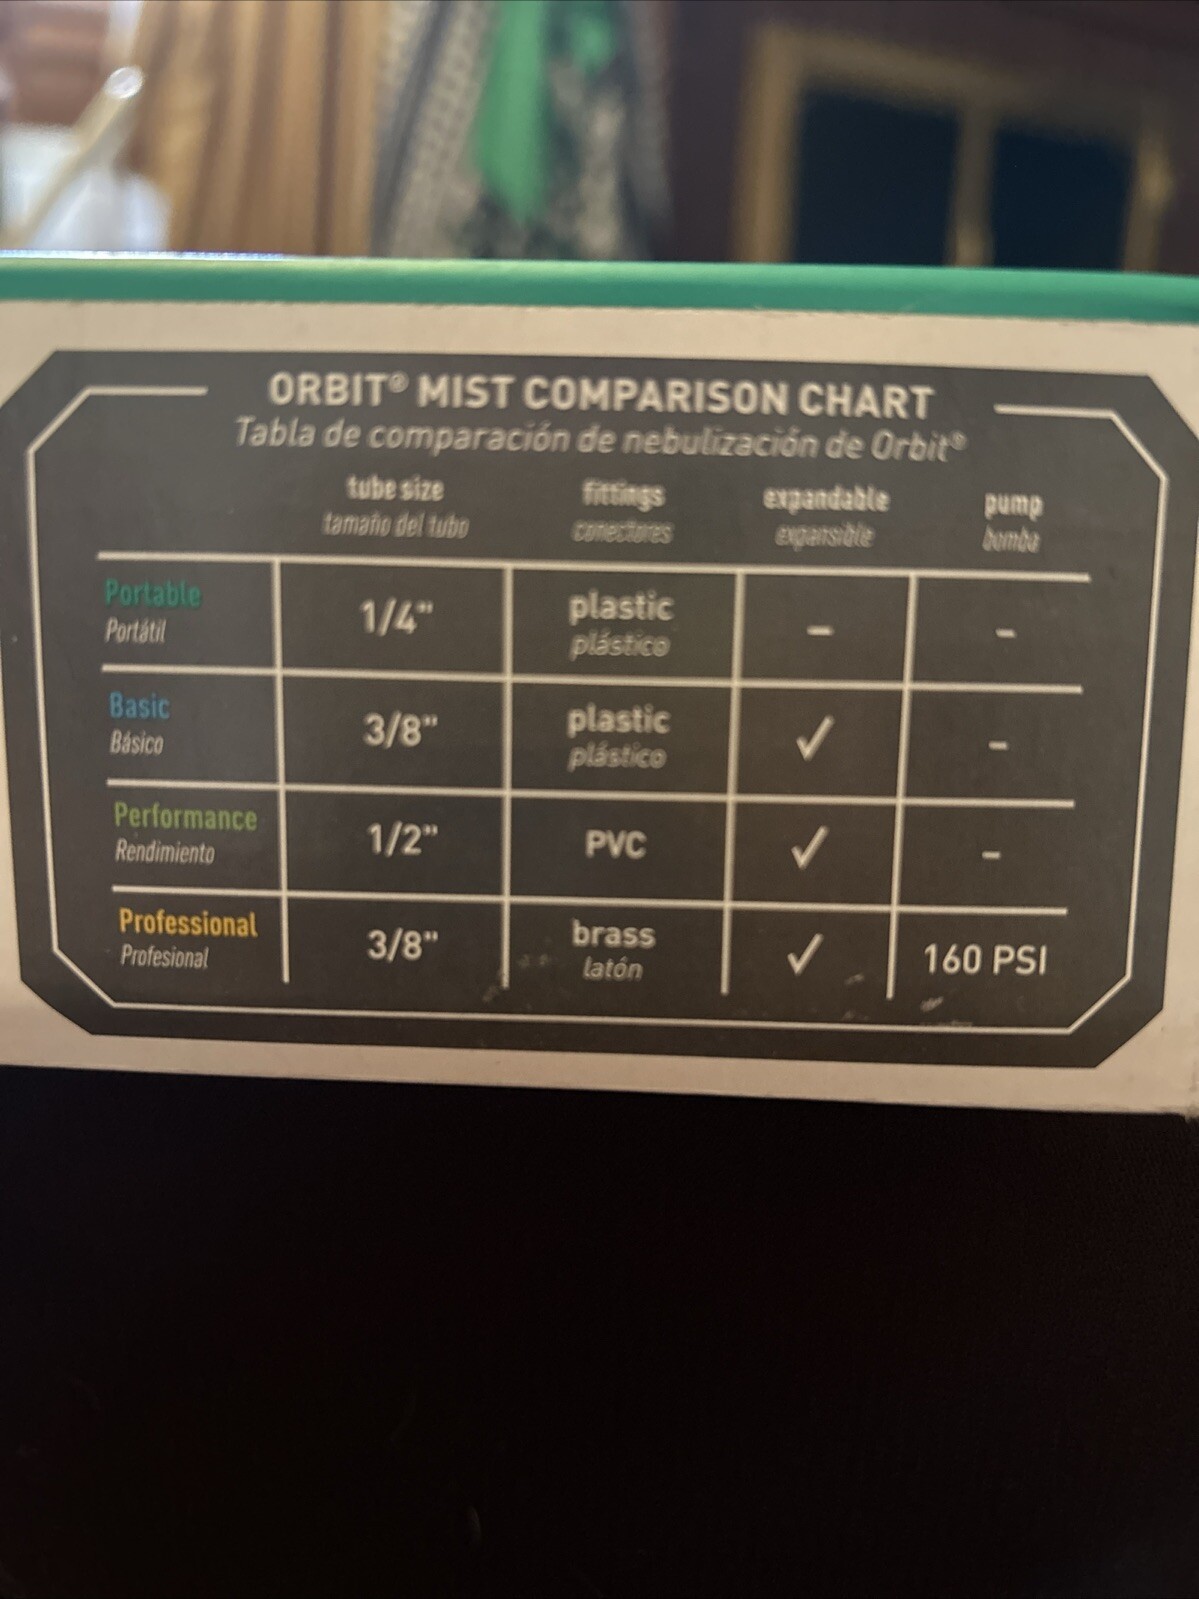 ORBIT® MIST COMPARISON CHART
Tabla de comparación de nebulización de Orbit®
tube size fittings expandable pump
tamaño del tubo conectores expansible bomba
Portable 1/4" plastic – –
Portátil plástico
Basic 3/8" plastic ✓ –
Básico plástico
Performance 1/2" PVC ✓ –
Rendimiento
Professional 3/8" brass ✓ 160 PSI
Profesional latón